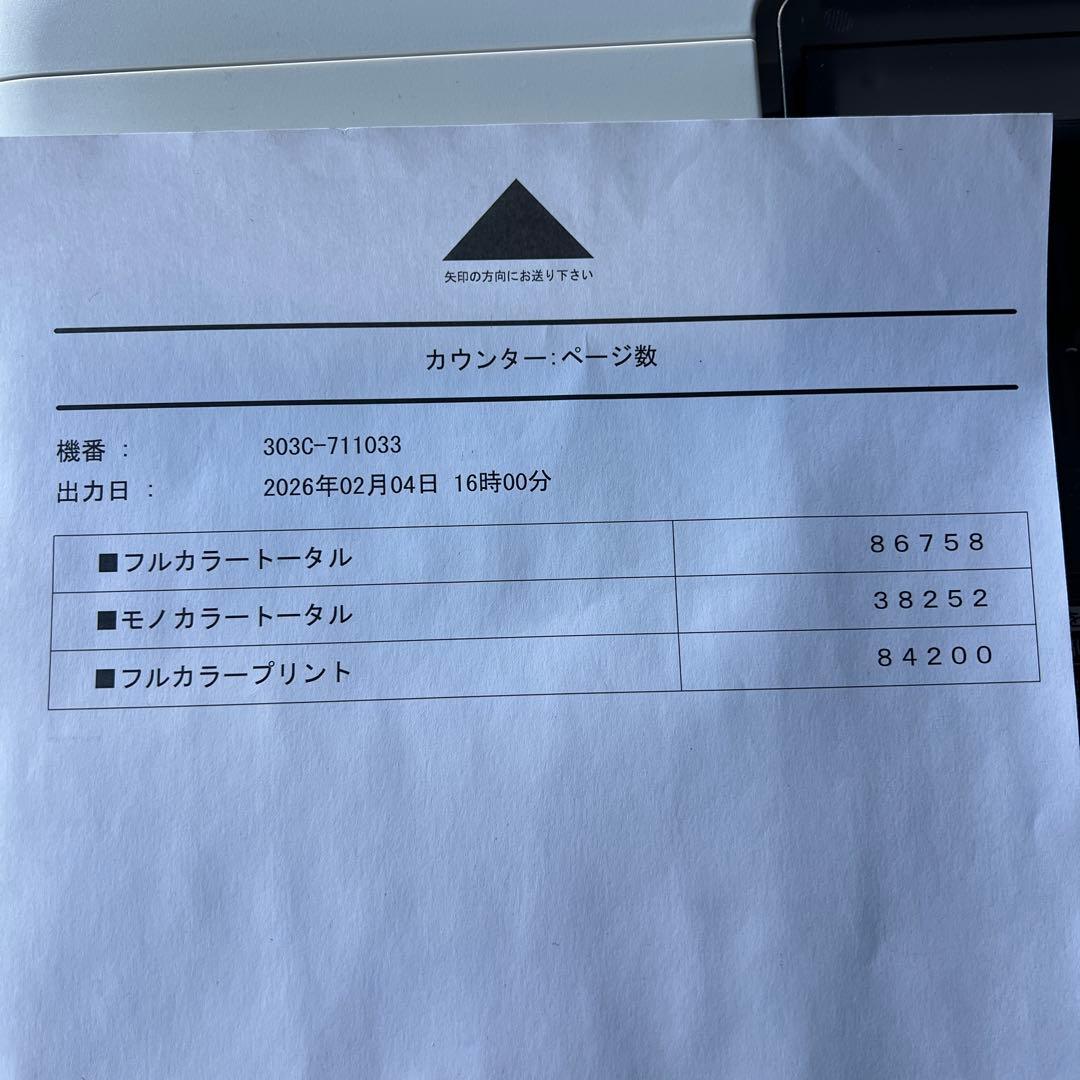 矢印の方向にお送り下さい
カウンター:ページ数
機番 : 303C-711033
出力日 : 2026年02月04日 16時00分
■フルカラートータル 86758
■モノカラートータル 38252
■フルカラープリント 84200